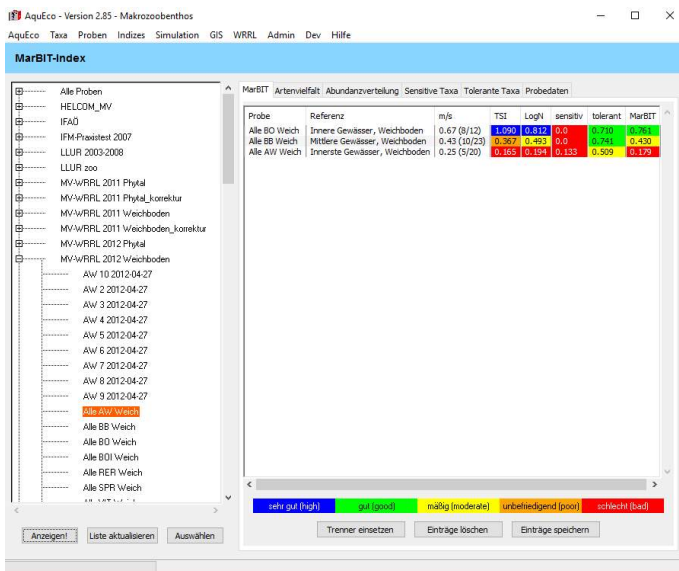 AquEco - Version 2.85 - Makrozoobenthos
AquEco Taxa Proben Indizes Simulation GIS WRRL Admin Dev Hilfe
MarBIT-Index
Alle Proben
HELCOM_MV
IFAÖ
IFM-Praxistest 2007
LLUR 2003-2008
LLUR zoo
MV-WRRL 2011 Phytal
MV-WRRL 2011 Phytal_korrektur
MV-WRRL 2011 Weichboden
MV-WRRL 2011 Weichboden_korrektur
MV-WRRL 2012 Phytal
MV-WRRL 2012 Weichboden
AW 10 2012-04-27
AW 2 2012-04-27
AW 3 2012-04-27
AW 4 2012-04-27
AW 5 2012-04-27
AW 6 2012-04-27
AW 7 2012-04-27
AW 8 2012-04-27
AW 9 2012-04-27
Alle AW Weich
Alle BB Weich
Alle BO Weich
Alle BOI Weich
Alle RER Weich
Alle SPR Weich
Anzeigen! Liste aktualisieren Auswählen
MarBIT Artenvielfalt Abundanzverteilung Sensitive Taxa Tolerante Taxa Probedaten
Probe Referenz m/s TSI LogN sensitiv tolerant MarBIT
Alle BO Weich Innere Gewässer, Weichboden 0.67 (8/12) 1.090 0.812 0.0 0.710 0.761
Alle BB Weich Mittlere Gewässer, Weichboden 0.43 (10/23) 0.367 0.493 0.0 0.741 0.430
Alle AW Weich Innerste Gewässer, Weichboden 0.25 (5/20) 0.165 0.194 0.133 0.509 0.179
sehr gut (high) gut (good) mäßig (moderate) unbefriedigend (poor) schlecht (bad)
Trenner einsetzen Einträge löschen Einträge speichern